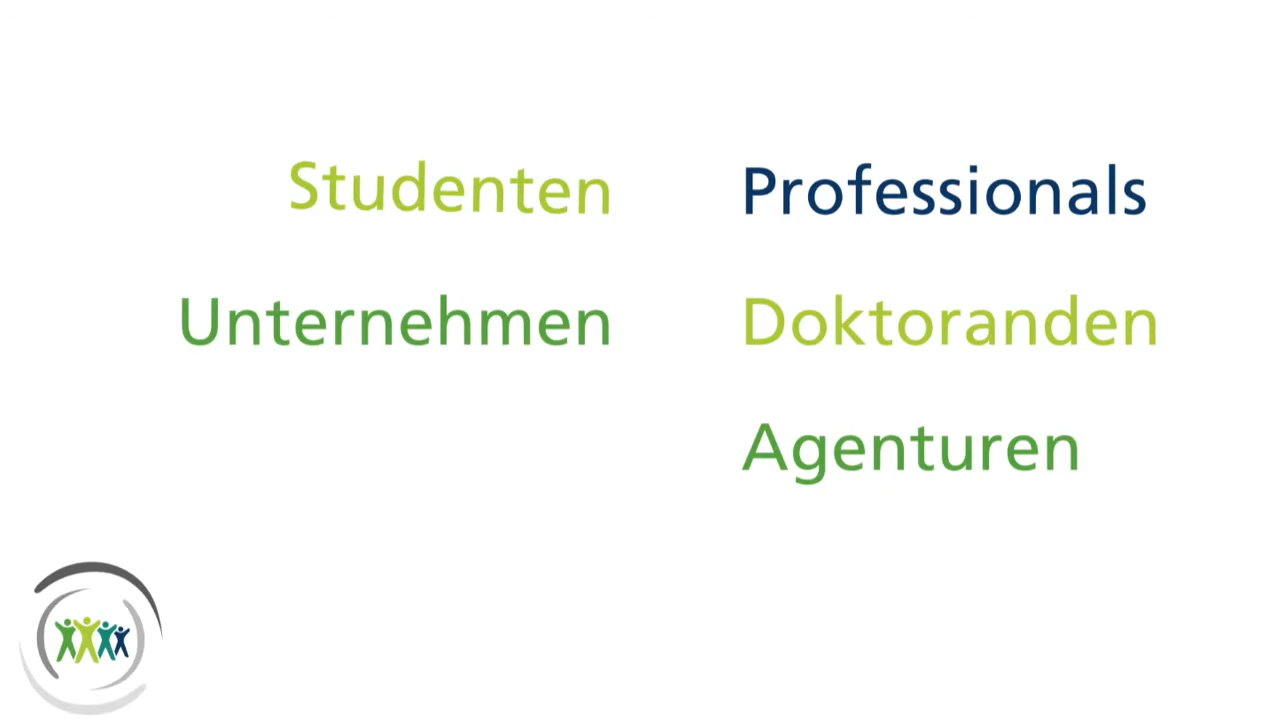 Studenten
Professionals
Unternehmen
Doktoranden
Agenturen